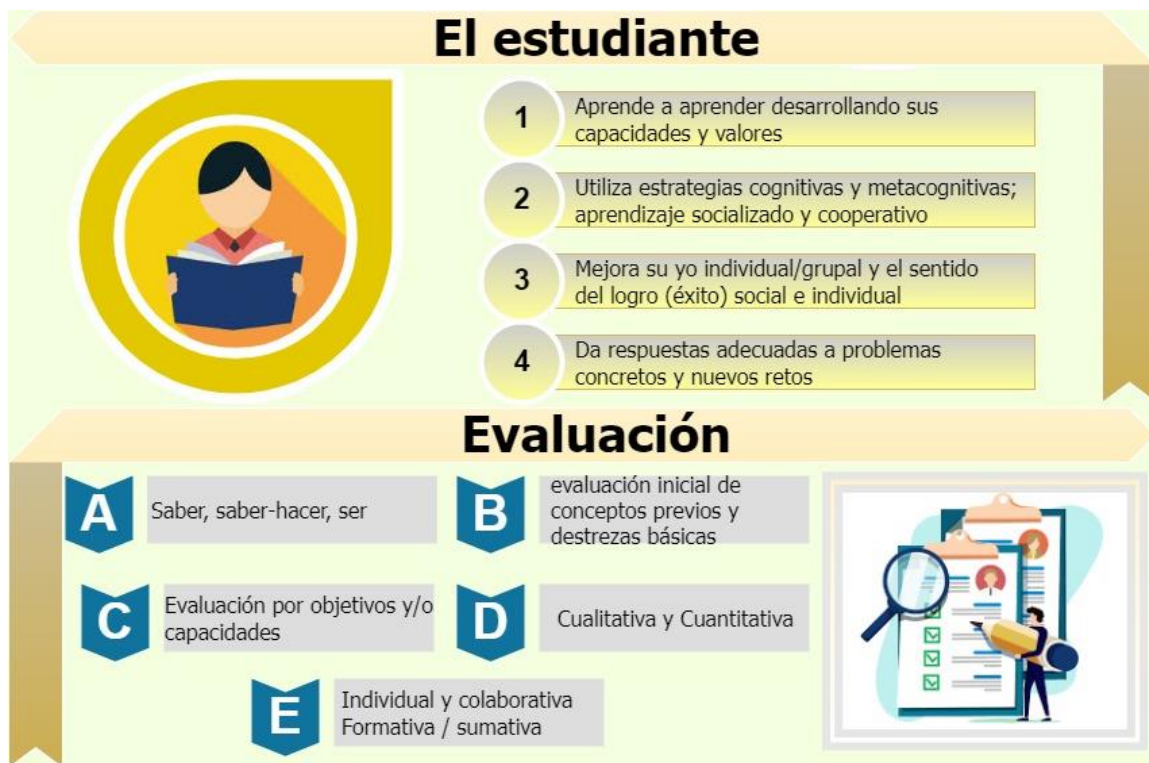 El estudiante
1
Aprende a aprender desarrollando sus
capacidades y valores
2
Utiliza estrategias cognitivas y metacognitivas;
aprendizaje socializado y cooperativo
3
Mejora su yo individual/grupal y el sentido
del logro (éxito) social e individual
4
Da respuestas adecuadas a problemas
concretos y nuevos retos
Evaluación
A
Saber, saber-hacer, ser
B
evaluación inicial de
conceptos previos y
destrezas básicas
C
Evaluación por objetivos y/o
capacidades
D
Cualitativa y Cuantitativa
E
Individual y colaborativa
Formativa / sumativa